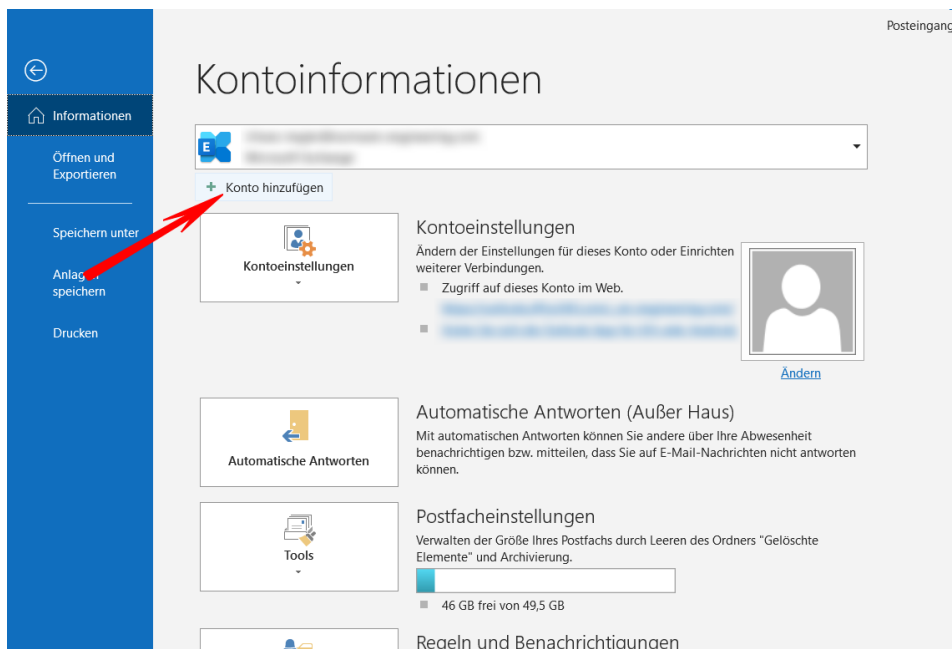 Posteingang
Kontoinformationen
Informationen
Öffnen und
Exportieren
Speichern unter
speichern
Drucken
E
+ Konto hinzufügen
Kontoeinstellungen
Kontoeinstellungen
Ändern der Einstellungen für dieses Konto oder Einrichten
weiterer Verbindungen.
Zugriff auf dieses Konto im Web.
Ändern
Automatische Antworten
Automatische Antworten (Außer Haus)
Mit automatischen Antworten können Sie andere über Ihre Abwesenheit
benachrichtigen bzw. mitteilen, dass Sie auf E-Mail-Nachrichten nicht antworten
können.
Tools
Postfacheinstellungen
Verwalten der Größe Ihres Postfachs durch Leeren des Ordners "Gelöschte
Elemente" und Archivierung.
46 GB frei von 49,5 GB
Regeln und Benachrichtigungen